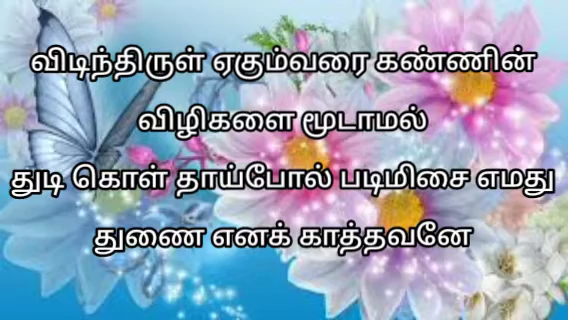 விடிந்திருள் ஏகும்வரை கண்ணின்
விழிகளை மூடாமல்
துடி கொள் தாய்போல் படிமிசை எமது
துணை எனக் காத்தவனே